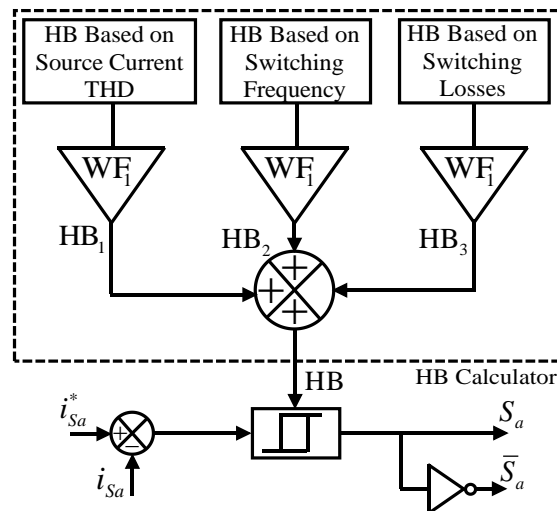 HB Based on
Source Current
THD
HB Based on
Switching
Frequency
HB Based on
Switching
Losses
WF₁
WF₁
WF₁
HB₁
HB₂
HB₃
+
+
+
HB
HB Calculator
i*Sa
+
−
iSa
Sa
S̄a